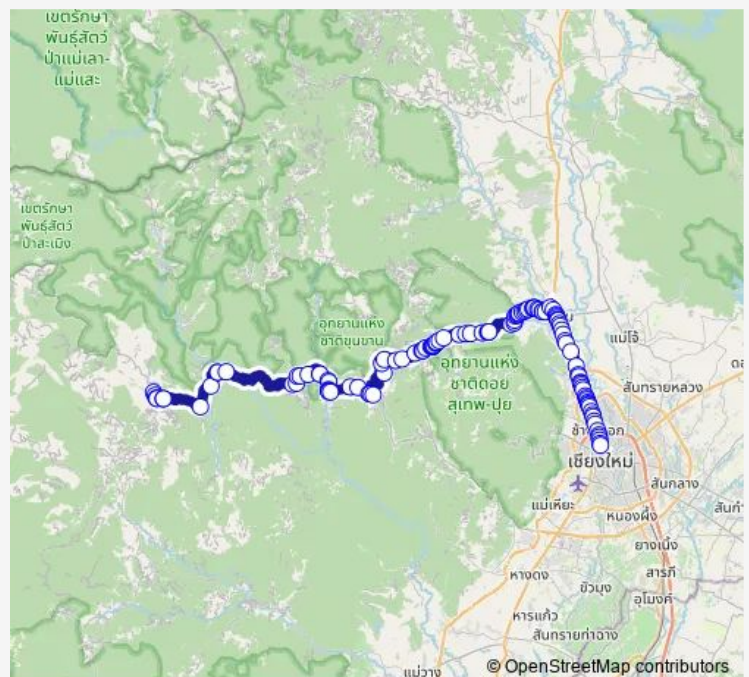 เขตรักษา
พันธุ์สัตว์
ป่าแม่เลา-
แม่แสะ
เขตรักษา
พันธุ์สัตว์
ป่าสะเมิง
อุทยานแห่ง
ชาติขุนขาน
แม่โจ้
อุทยานแห่ง
ชาติดอย
สุเทพ-ปุย
สันทรายหลวง
เชียงใหม่
สันกลาง
แม่เหียะ
หนองผึ้ง
ยางเนิ้ง
หางดง
สารภี
ขัวมุง
อุโมงค์
หารแก้ว
สันทรายท่าฉาง
แม่วาง
© OpenStreetMap contributors